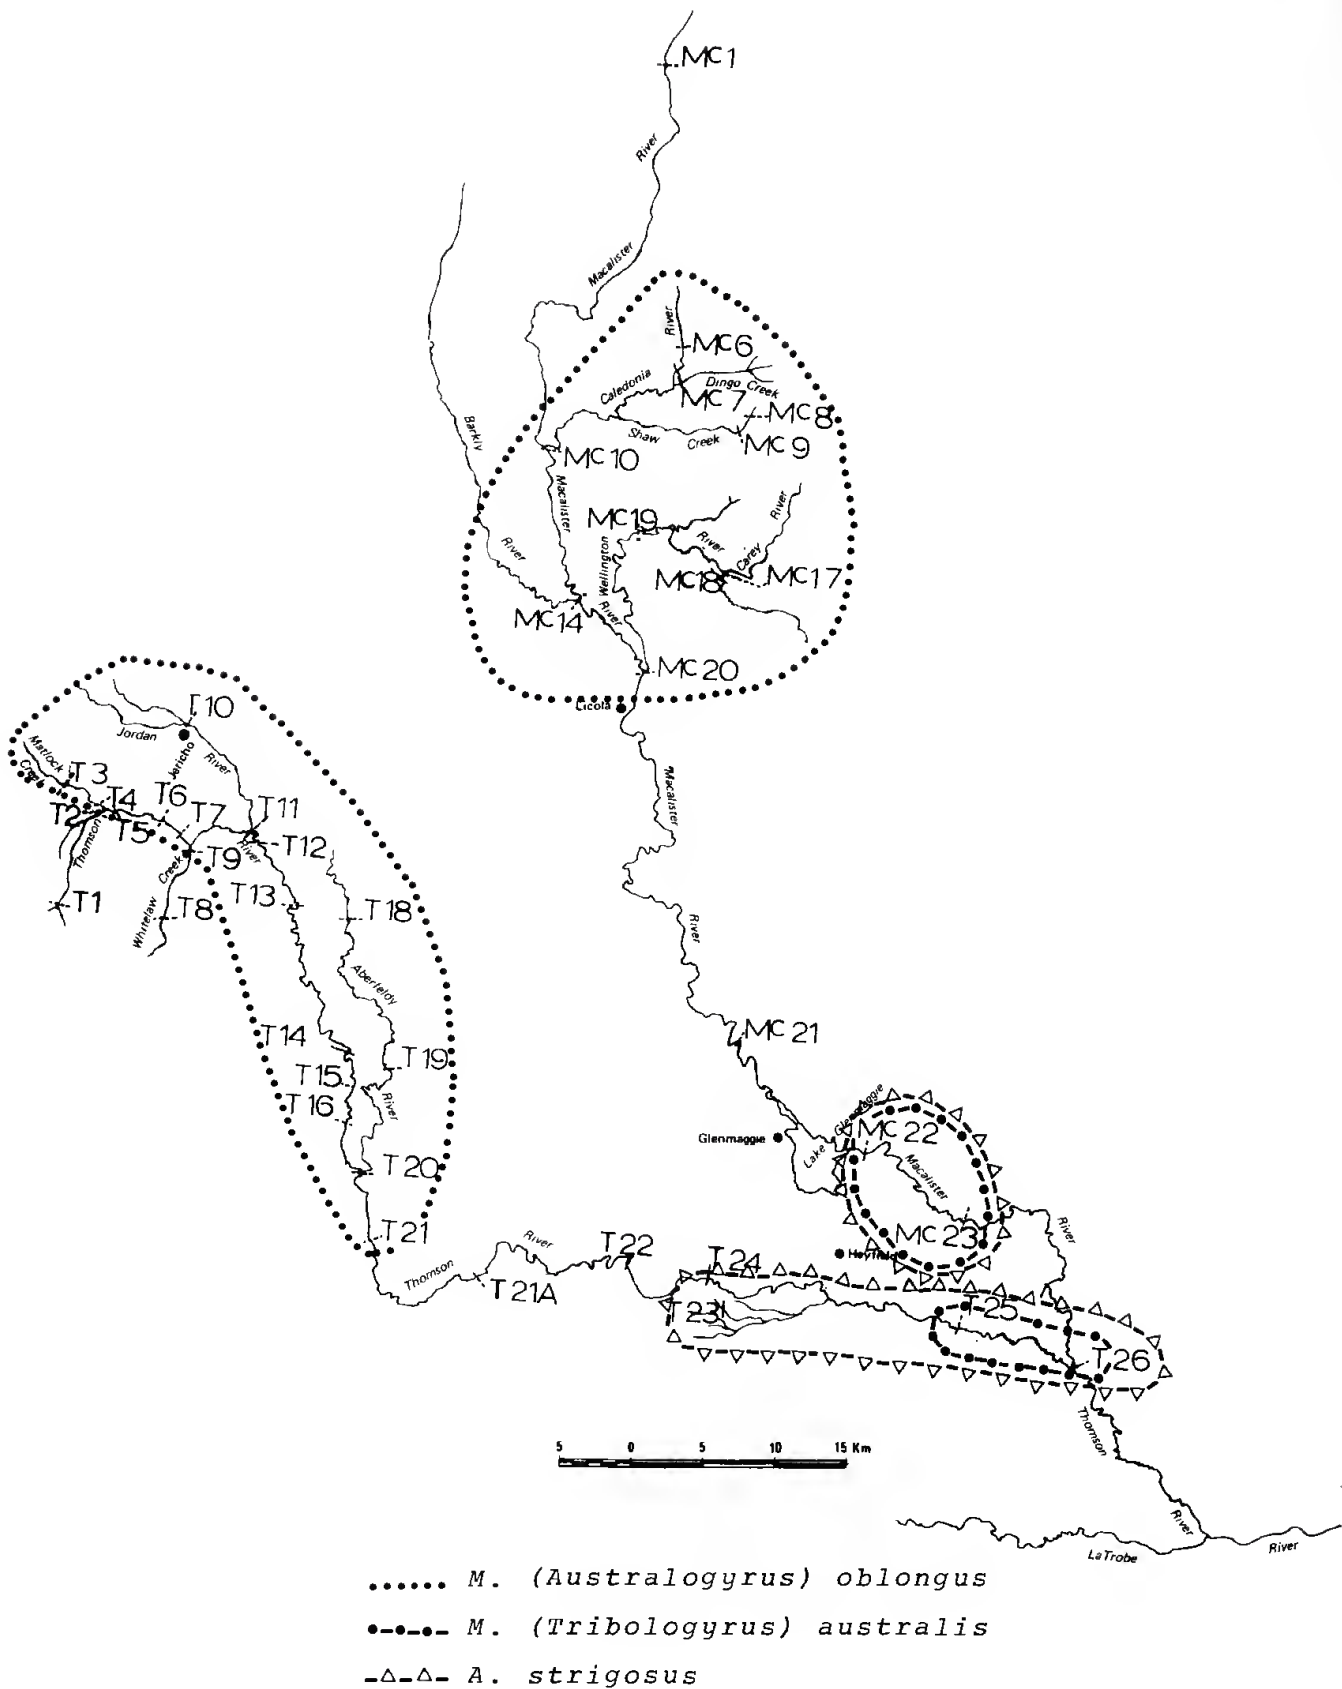 MC1
River
Macalister
River
MC6
Caledonia
Dingo Creek
MC7
MC8
Shaw Creek
MC9
Barkly
MC10
Macalister
MC19
River
River
Wellington
River
Carey
MC18
MC17
River
MC14
MC20
Licola
T10
Jordan
Matlock
Creek
Jericho
River
T3
T6
T4
T7
T11
T2
T5
T12
Thomson
T9
River
Creek
T1
T8
T13
T18
Whitelaw
Macalister
River
Aberfeldy
T14
MC21
T19
T15
T16
River
Glenmaggie
Lake Glenmaggie
MC22
Macalister
T20
T21
MC23
River
River
T22
Heyfield
T24
Thomson
T21A
T23
T25
T26
5 0 5 10 15 Km
Thomson
River
LaTrobe
River
M. (Australogyrus) oblongus
M. (Tribologyrus) australis
A. strigosus